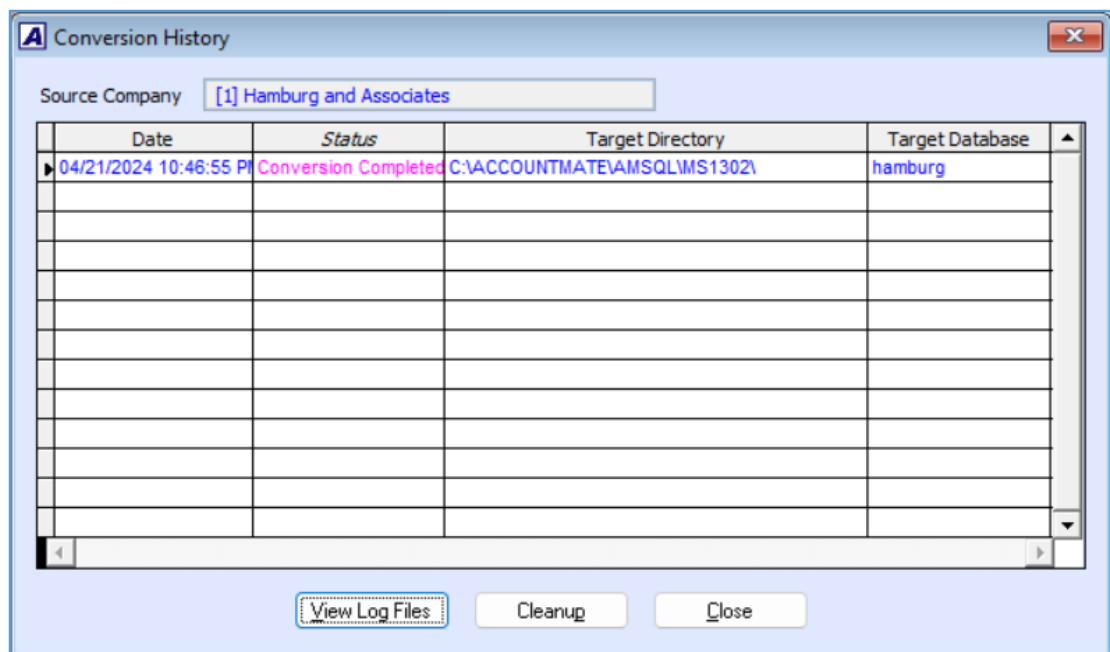 A Conversion History
Source Company [1] Hamburg and Associates
Date Status Target Directory Target Database
04/21/2024 10:46:55 P Conversion Completed C:\ACCOUNTMATE\AMSQL\MS1302\ hamburg
View Log Files Cleanup Close